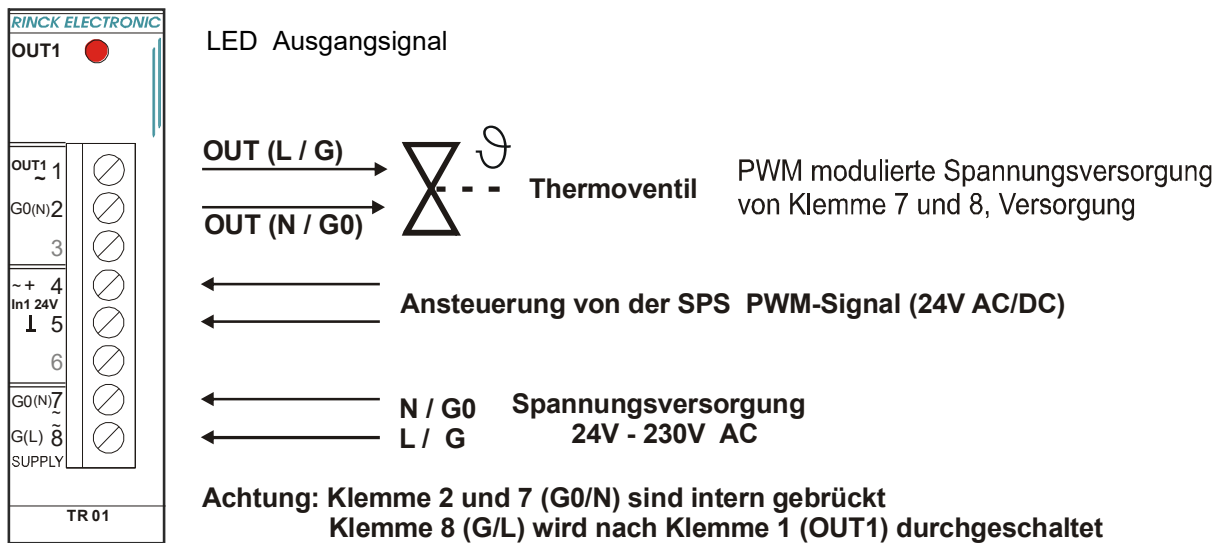 RINCK ELECTRONIC
OUT1
LED Ausgangsignal
OUT1 ~ 1
G0(N)2
3
~ + 4
In1 24V
⊥ 5
6
G0(N)7
~
~
G(L) 8
SUPPLY
TR 01
OUT (L / G)
OUT (N / G0)
Thermoventil
PWM modulierte Spannungsversorgung
von Klemme 7 und 8, Versorgung
Ansteuerung von der SPS PWM-Signal (24V AC/DC)
N / G0 Spannungsversorgung
L / G 24V - 230V AC
Achtung: Klemme 2 und 7 (G0/N) sind intern gebrückt
Klemme 8 (G/L) wird nach Klemme 1 (OUT1) durchgeschaltet